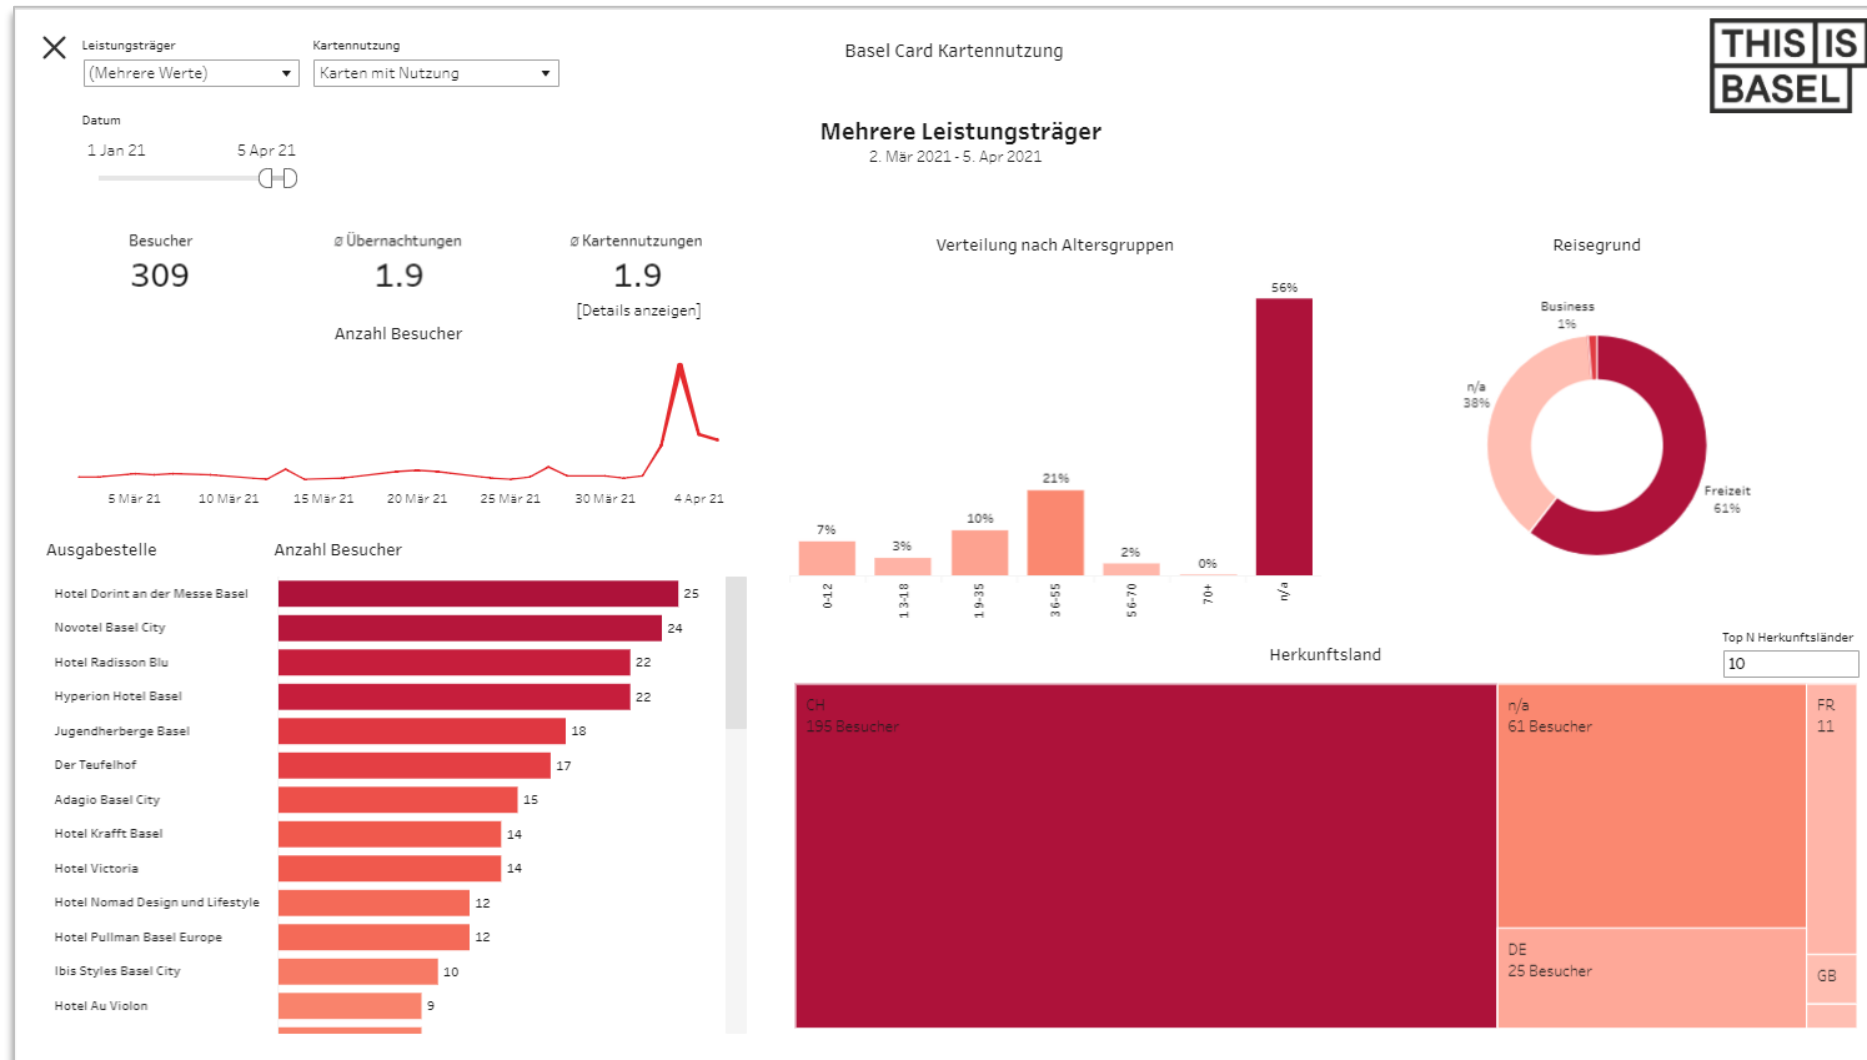 Leistungsträger
(Mehrere Werte)
Kartennutzung
Karten mit Nutzung
Basel Card Kartennutzung
THIS IS
BASEL
Datum
1 Jan 21
5 Apr 21
Mehrere Leistungsträger
2. Mär 2021 - 5. Apr 2021
Besucher
309
ø Übernachtungen
1.9
ø Kartennutzungen
1.9
[Details anzeigen]
Anzahl Besucher
5 Mär 21
10 Mär 21
15 Mär 21
20 Mär 21
25 Mär 21
30 Mär 21
4 Apr 21
Ausgabestelle
Anzahl Besucher
Hotel Dorint an der Messe Basel 25
Novotel Basel City 24
Hotel Radisson Blu 22
Hyperion Hotel Basel 22
Jugendherberge Basel 18
Der Teufelhof 17
Adagio Basel City 15
Hotel Krafft Basel 14
Hotel Victoria 14
Hotel Nomad Design und Lifestyle 12
Hotel Pullman Basel Europe 12
Ibis Styles Basel City 10
Hotel Au Violon 9
Verteilung nach Altersgruppen
7%
3%
10%
21%
2%
0%
56%
0-12
13-18
19-35
36-55
56-70
70+
n/a
Reisegrund
Business
1%
n/a
38%
Freizeit
61%
Herkunftsland
Top N Herkunftsländer
10
CH
195 Besucher
n/a
61 Besucher
DE
25 Besucher
FR
11
GB